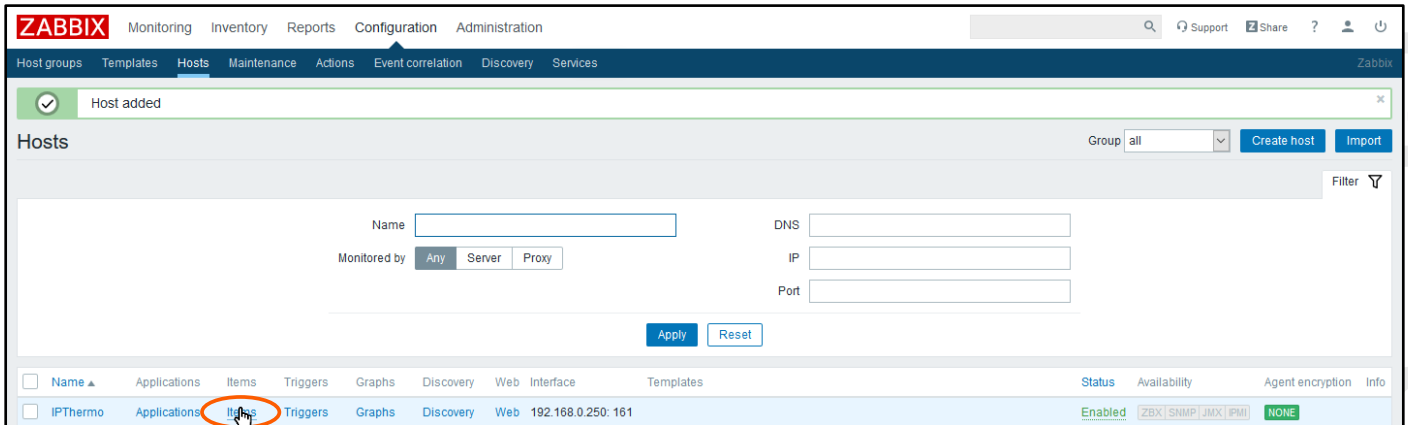 ZABBIX Monitoring Inventory Reports Configuration Administration Support Z Share ?
Host groups Templates Hosts Maintenance Actions Event correlation Discovery Services Zabbix
Host added ×
Hosts Group all Create host Import
Filter
Name DNS
Monitored by Any Server Proxy IP
Port
Apply Reset
Name ▲ Applications Items Triggers Graphs Discovery Web Interface Templates Status Availability Agent encryption Info
IPThermo Applications Items Triggers Graphs Discovery Web 192.168.0.250: 161 Enabled ZBX SNMP JMX IPMI NONE